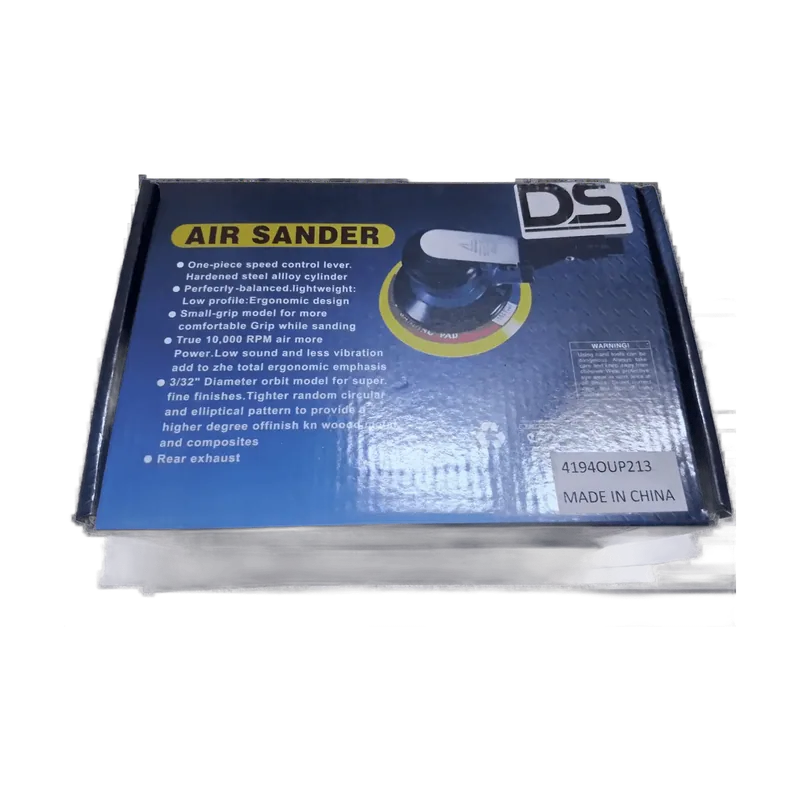 DS
AIR SANDER
● One-piece speed control lever.
Hardened steel allloy cylinder
● Perfecrly-balanced.lightweight:
Low profile:Ergonomic design
● Small-grip model for more
comfortable Grip while sanding
● True 10,000 RPM air more
Power.Low sound and less vibration
add to zhe total ergonomic emphasis
● 3/32" Diameter orbit model for super.
fine finishes.Tighter random circular
and elliptical pattern to provide a
higher degree offinish kn woood
and composites
● Rear exhaust
PAD
WARNING!
4194OUP213
MADE IN CHINA